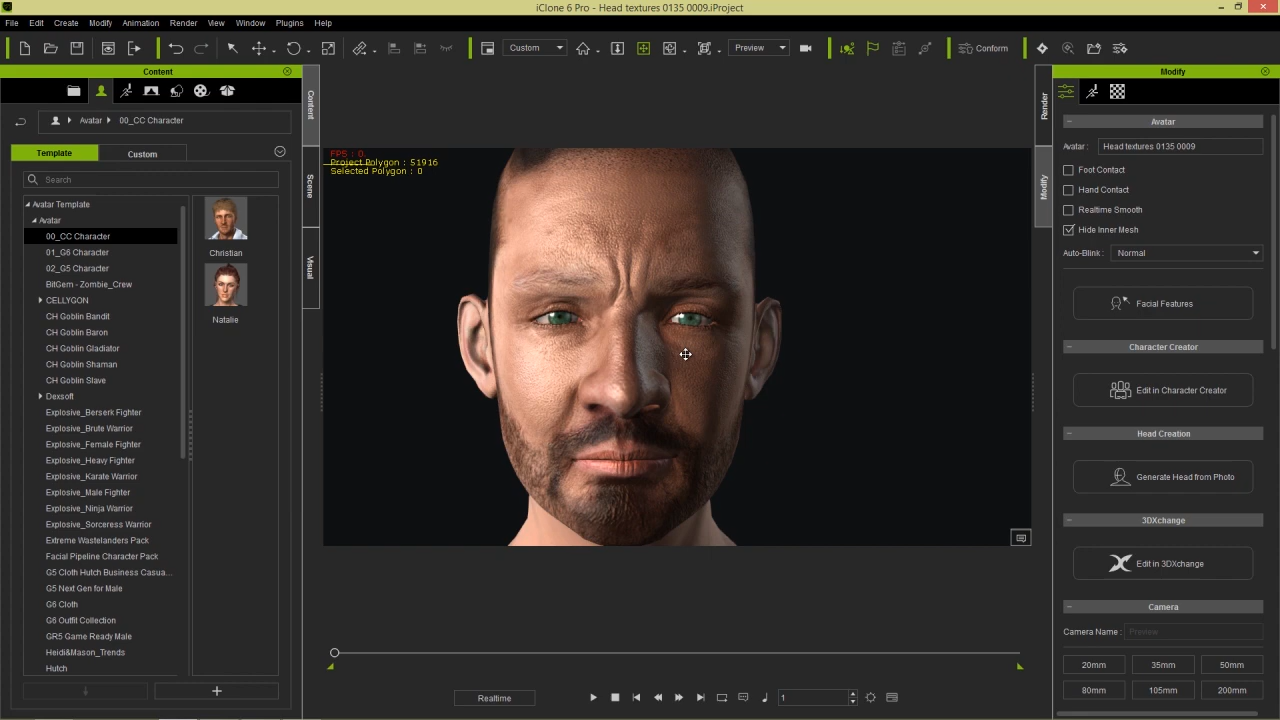 iClone 6 Pro - Head textures 0135 0009.iProject
File Edit Create Modify Animation Render Window Plugins Help
Custom Preview Conform
Content
Avatar 00_CC Character
Template Custom
Search
Avatar Template
Avatar
00_CC Character
01_G6 Character
02_G5 Character
BitGem - Zombie_Crew
CELLYGON
CH Goblin Bandit
CH Goblin Baron
CH Goblin Gladiator
CH Goblin Shaman
CH Goblin Slave
Dexsoft
Explosive_Berserk Fighter
Explosive_Brute Warrior
Explosive_Female Fighter
Explosive_Heavy Fighter
Explosive_Karate Warrior
Explosive_Male Fighter
Explosive_Ninja Warrior
Explosive_Sorceress Warrior
Extreme Wastelanders Pack
Facial Pipeline Character Pack
G5 Cloth Hutch Business Casua...
G5 Next Gen for Male
G6 Cloth
G6 Outfit Collection
GR5 Game Ready Male
Heidi&Mason_Trends
Hutch
Christian
Natalie
Content
Scene
Visual
FPS : 0
Project Polygon : 51916
Selected Polygon : 0
Realtime
1
Render
Modify
Modify
Avatar
Avatar : Head textures 0135 0009
Foot Contact
Hand Contact
Realtime Smooth
Hide Inner Mesh
Auto-Blink : Normal
Facial Features
Character Creator
Edit in Character Creator
Head Creation
Generate Head from Photo
3DXchange
Edit in 3DXchange
Camera
Camera Name : Preview
20mm 35mm 50mm
80mm 105mm 200mm